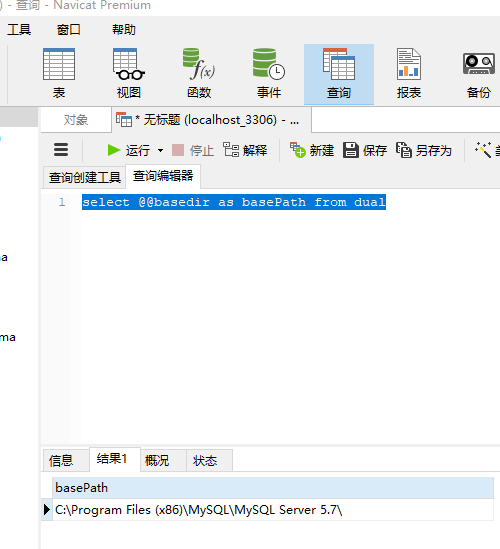 ) - 查询 - Navicat Premium
工具 窗口 帮助
表 视图 函数 事件 查询 报表 备份
对象 * 无标题 (localhost_3306) - ...
运行 停止 解释 新建 保存 另存为
查询创建工具 查询编辑器
1 select @@basedir as basePath from dual
na
ma
信息 结果1 概况 状态
basePath
C:\Program Files (x86)\MySQL\MySQL Server 5.7\